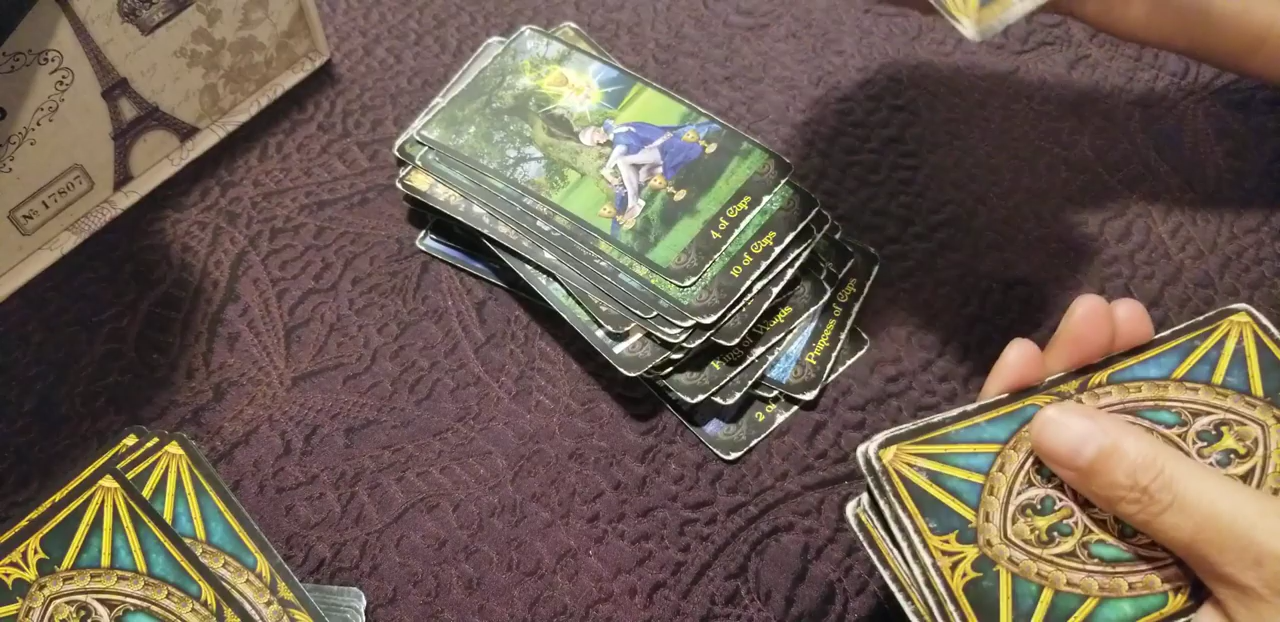 № 17807
4 of Cups
10 of Cups
King of Wands
Princess of Cups
2 of